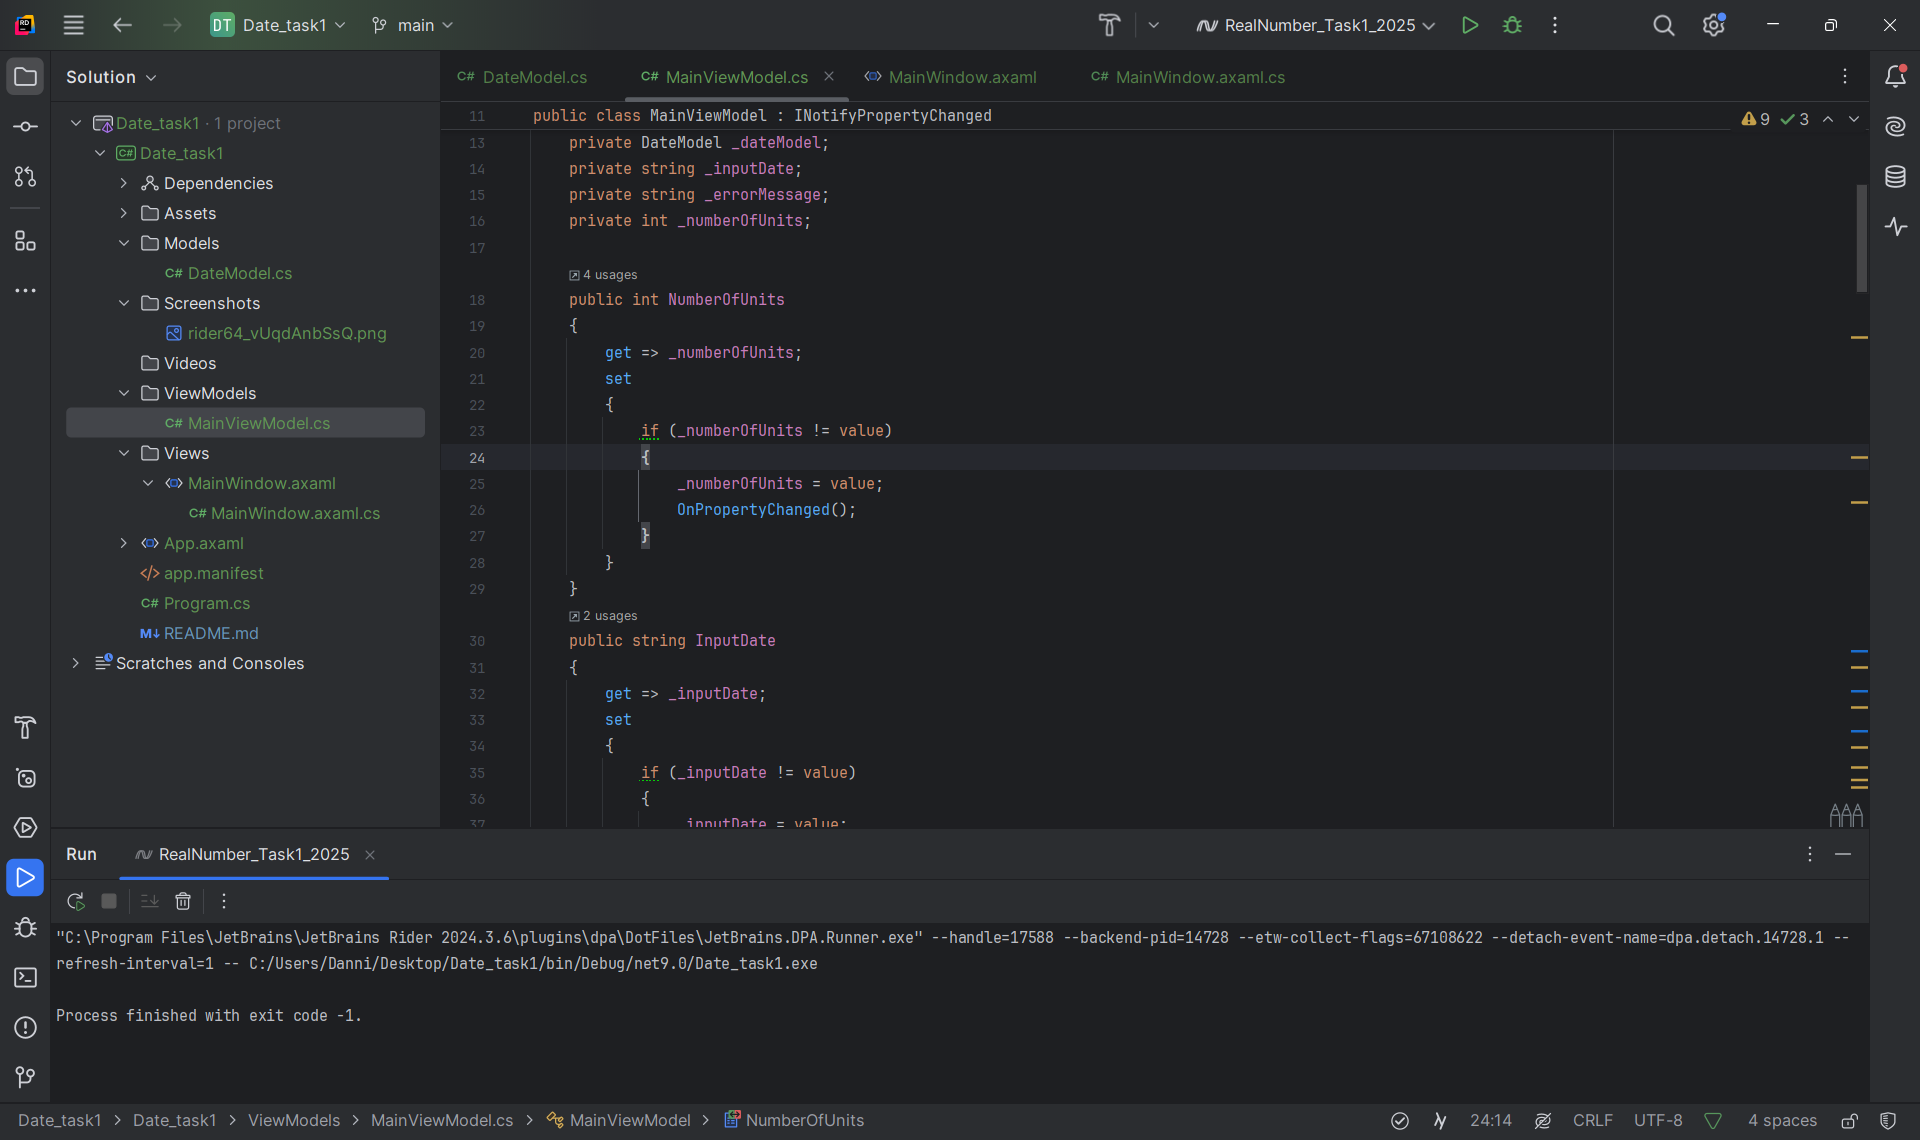 DT Date_task1 main RealNumber_Task1_2025
Solution
Date_task1 · 1 project
C# Date_task1
Dependencies
Assets
Models
C# DateModel.cs
Screenshots
rider64_vUqdAnbSsQ.png
Videos
ViewModels
C# MainViewModel.cs
Views
MainWindow.axaml
C# MainWindow.axaml.cs
App.axaml
app.manifest
C# Program.cs
M↓ README.md
Scratches and Consoles
C# DateModel.cs C# MainViewModel.cs MainWindow.axaml C# MainWindow.axaml.cs
11 public class MainViewModel : INotifyPropertyChanged
9 3
13 private DateModel _dateModel;
14 private string _inputDate;
15 private string _errorMessage;
16 private int _numberOfUnits;
17
4 usages
18 public int NumberOfUnits
19 {
20 get => _numberOfUnits;
21 set
22 {
23 if (_numberOfUnits != value)
24 {
25 _numberOfUnits = value;
26 OnPropertyChanged();
27 }
28 }
29 }
2 usages
30 public string InputDate
31 {
32 get => _inputDate;
33 set
34 {
35 if (_inputDate != value)
36 {
37 _inputDate = value;
Run RealNumber_Task1_2025
"C:\Program Files\JetBrains\JetBrains Rider 2024.3.6\plugins\dpa\DotFiles\JetBrains.DPA.Runner.exe" --handle=17588 --backend-pid=14728 --etw-collect-flags=67108622 --detach-event-name=dpa.detach.14728.1 --
refresh-interval=1 -- C:/Users/Danni/Desktop/Date_task1/bin/Debug/net9.0/Date_task1.exe
Process finished with exit code -1.
Date_task1 > Date_task1 > ViewModels > MainViewModel.cs > MainViewModel > NumberOfUnits
24:14 CRLF UTF-8 4 spaces